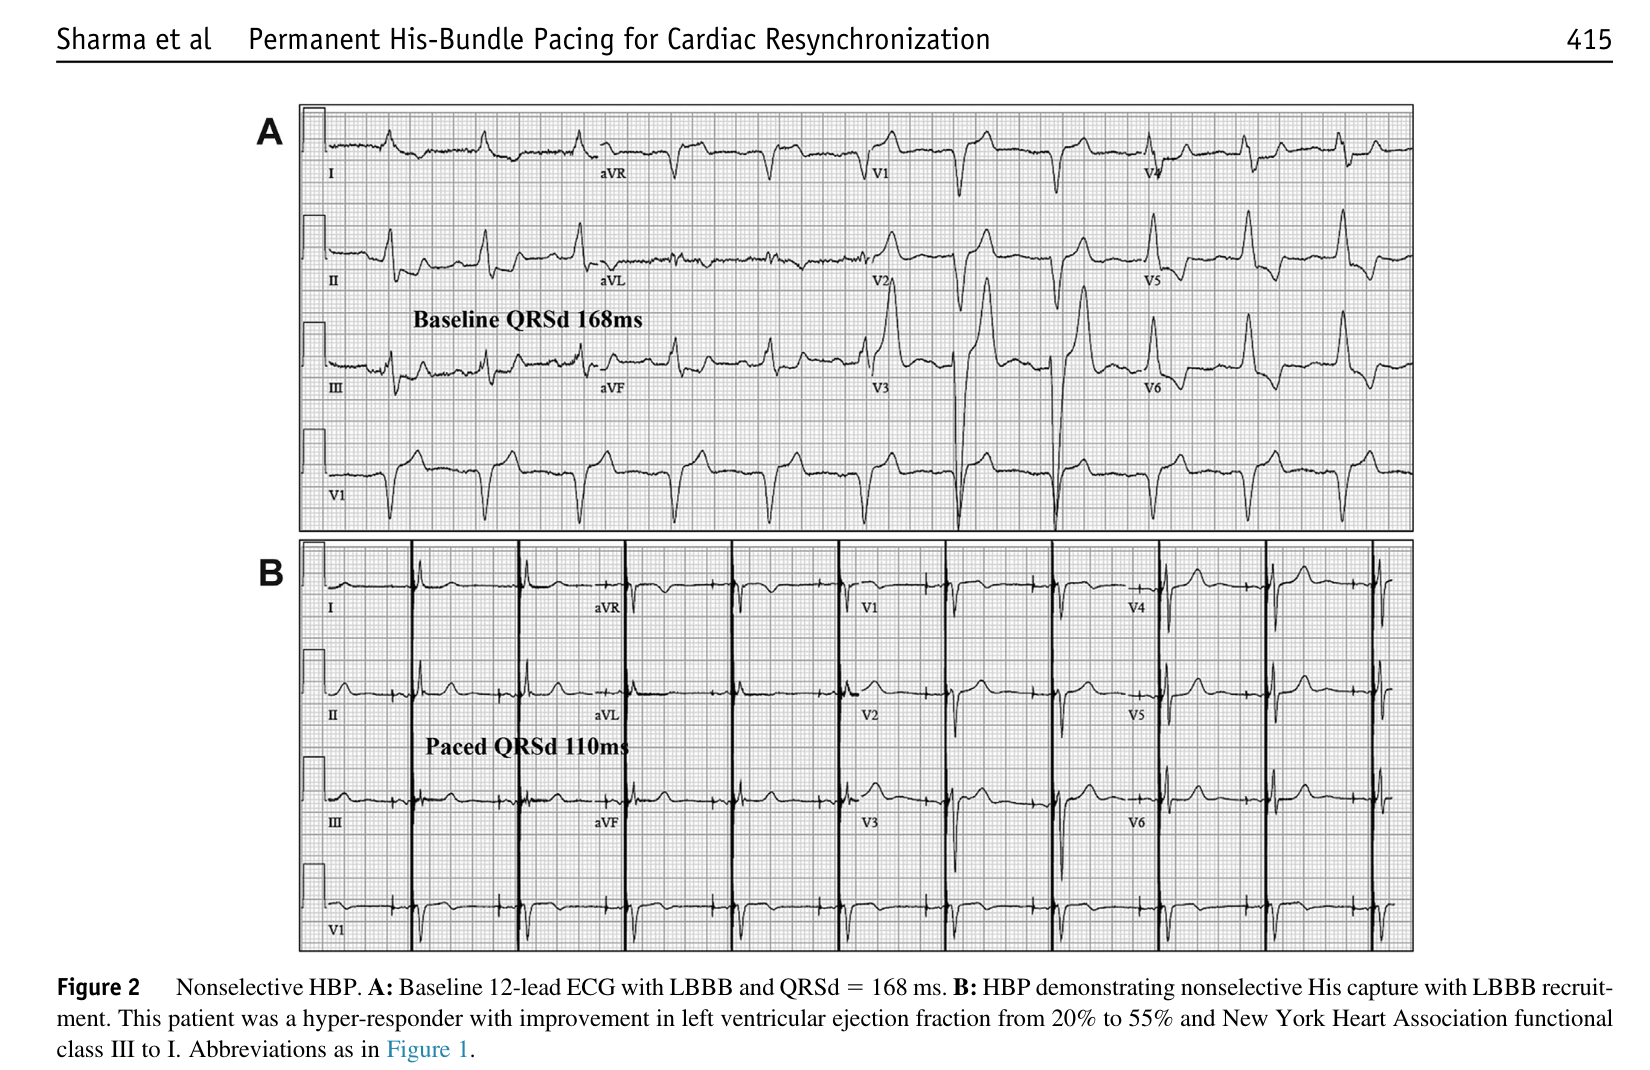 Sharma et al Permanent His-Bundle Pacing for Cardiac Resynchronization 415
A
I aVR V1 V4
II aVL V2 V5
Baseline QRSd 168ms
III aVF V3 V6
V1
B
I aVR V1 V4
II aVL V2 V5
Paced QRSd 110ms
III aVF V3 V6
V1
Figure 2 Nonselective HBP. A: Baseline 12-lead ECG with LBBB and QRSd = 168 ms. B: HBP demonstrating nonselective His capture with LBBB recruit-
ment. This patient was a hyper-responder with improvement in left ventricular ejection fraction from 20% to 55% and New York Heart Association functional
class III to I. Abbreviations as in Figure 1.